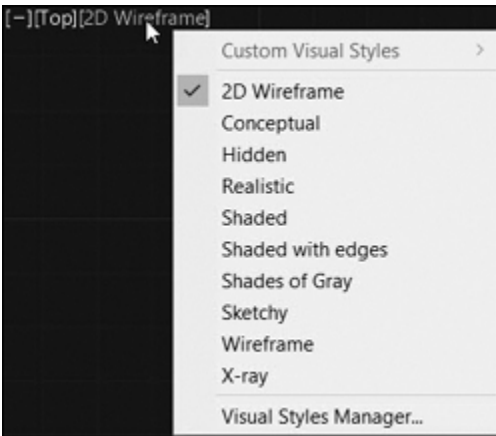 [−][Top][2D Wireframe]
Custom Visual Styles
2D Wireframe
Conceptual
Hidden
Realistic
Shaded
Shaded with edges
Shades of Gray
Sketchy
Wireframe
X-ray
Visual Styles Manager...